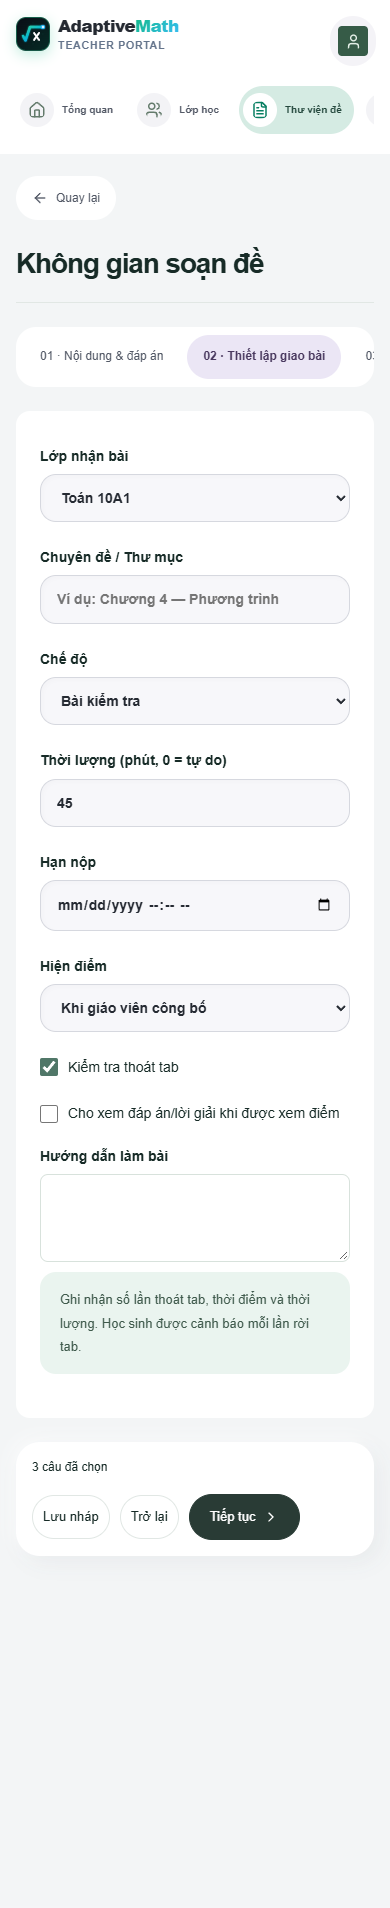 AdaptiveMath
TEACHER PORTAL
Tổng quan
Lớp học
Thư viện đề
Quay lại
Không gian soạn đề
01 · Nội dung & đáp án
02 · Thiết lập giao bài
Lớp nhận bài
Toán 10A1
Chuyên đề / Thư mục
Ví dụ: Chương 4 — Phương trình
Chế độ
Bài kiểm tra
Thời lượng (phút, 0 = tự do)
45
Hạn nộp
mm/dd/yyyy --:-- --
Hiện điểm
Khi giáo viên công bố
Kiểm tra thoát tab
Cho xem đáp án/lời giải khi được xem điểm
Hướng dẫn làm bài
Ghi nhận số lần thoát tab, thời điểm và thời
lượng. Học sinh được cảnh báo mỗi lần rời
tab.
3 câu đã chọn
Lưu nháp
Trở lại
Tiếp tục